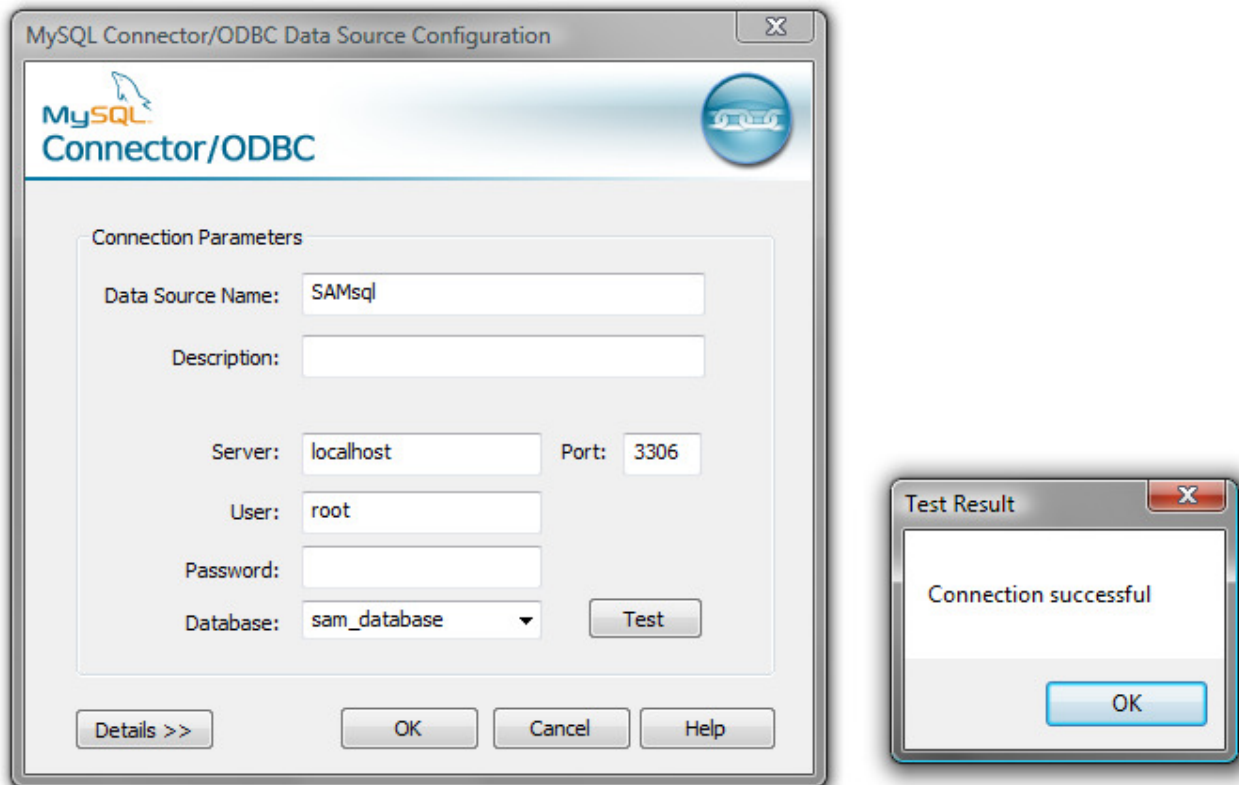 MySQL Connector/ODBC Data Source Configuration
MySQL
Connector/ODBC
Connection Parameters
Data Source Name: SAMsql
Description:
Server: localhost Port: 3306
User: root
Password:
Database: sam_database Test
Details >> OK Cancel Help
Test Result
Connection successful
OK